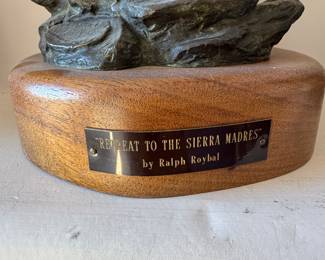 "RETREAT TO THE SIERRA MADRES"
by Ralph Roybal